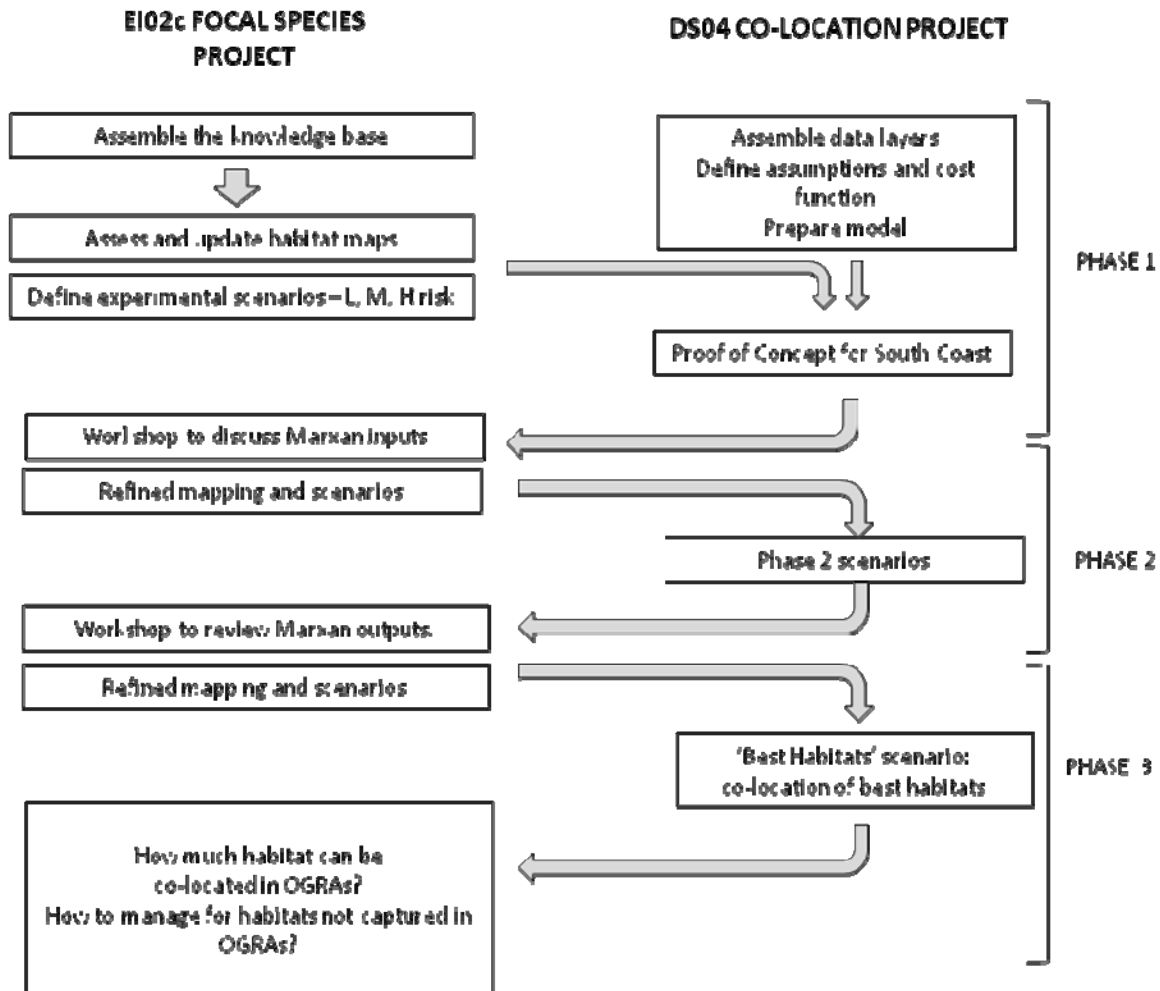 EI02c FOCAL SPECIES
PROJECT
DS04 CO-LOCATION PROJECT
Assemble the knowledge base
Assess and update habitat maps
Define experimental scenarios – L, M, H risk
Assemble data layers
Define assumptions and cost
function
Prepare model
Proof of Concept for South Coast
PHASE 1
Workshop to discuss Marxan inputs
Refined mapping and scenarios
Phase 2 scenarios
PHASE 2
Workshop to review Marxan outputs.
Refined mapping and scenarios
'Best Habitats' scenario:
co-location of best habitats
PHASE 3
How much habitat can be
co-located in OGRAs?
How to manage for habitats not captured in
OGRAs?